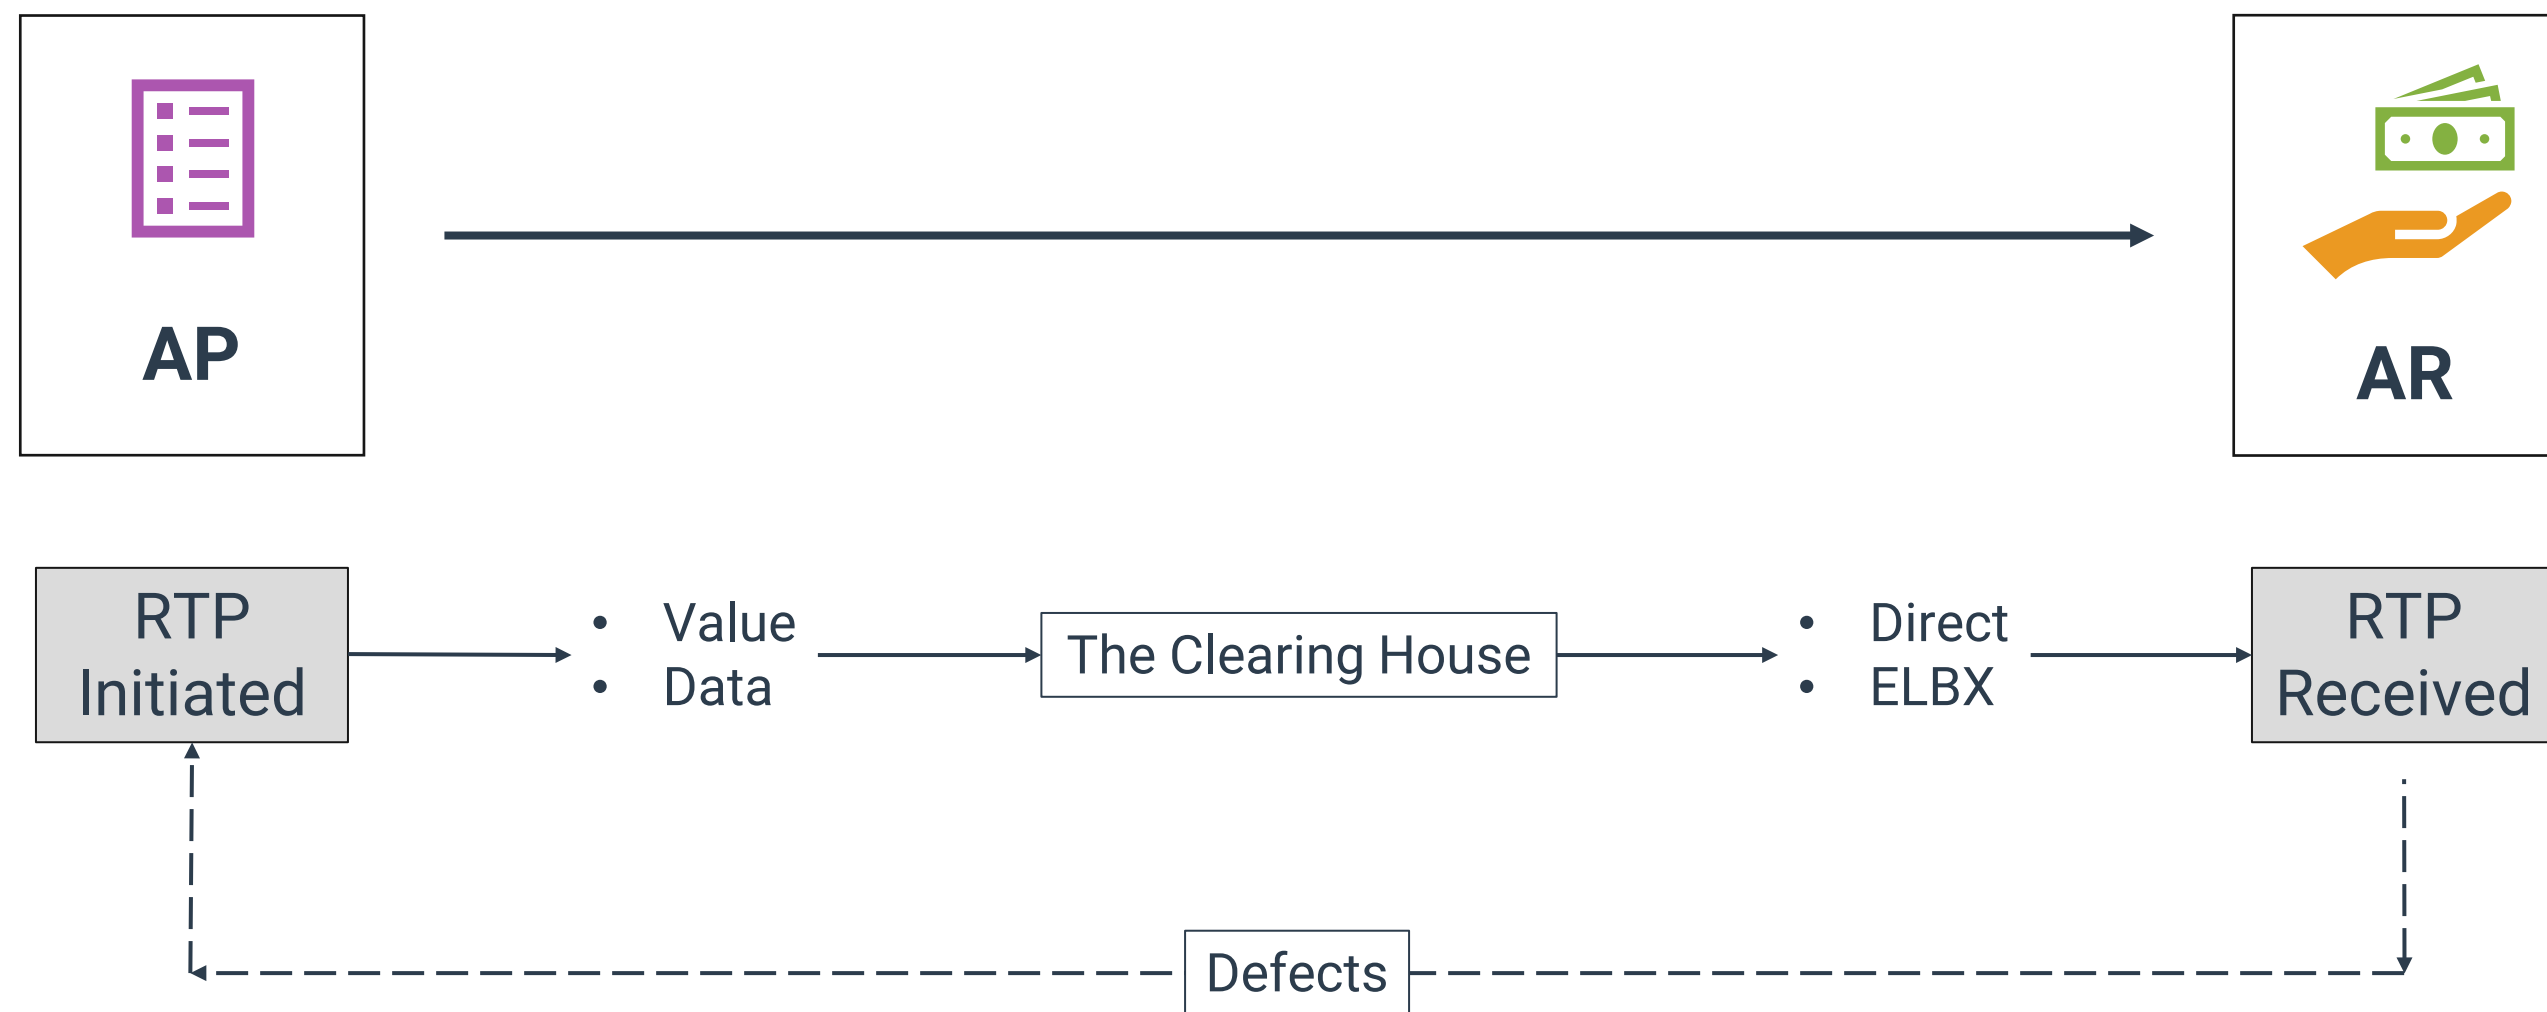 AP
AR
RTP
Initiated
• Value
• Data
The Clearing House
• Direct
• ELBX
RTP
Received
Defects